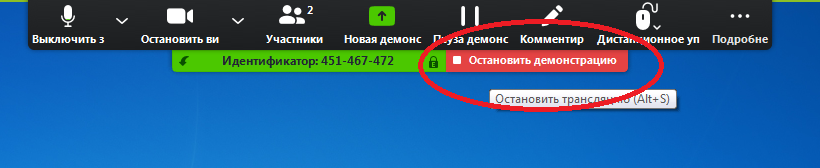 2
Выключить з
Остановить ви
Участники
Новая демонс
Пауза демонс
Комментир
Дистанционное уп
Подробне
Идентификатор: 451-467-472
Остановить демонстрацию
Остановить трансляцию (Alt+S)